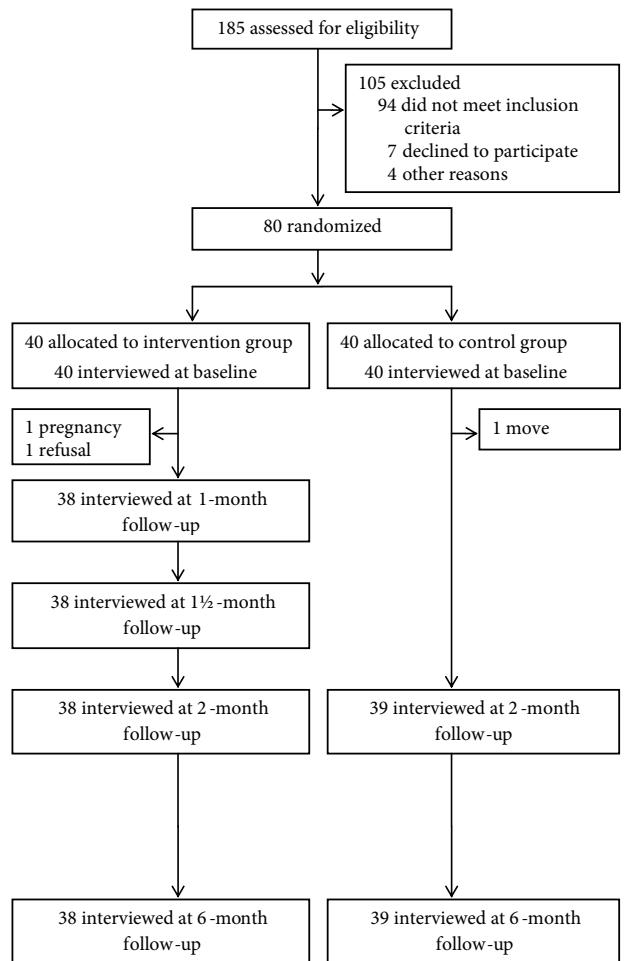 185 assessed for eligibility
105 excluded
94 did not meet inclusion
criteria
7 declined to participate
4 other reasons
80 randomized
40 allocated to intervention group
40 interviewed at baseline
40 allocated to control group
40 interviewed at baseline
1 pregnancy
1 refusal
1 move
38 interviewed at 1-month
follow-up
38 interviewed at 1½-month
follow-up
38 interviewed at 2-month
follow-up
39 interviewed at 2-month
follow-up
38 interviewed at 6-month
follow-up
39 interviewed at 6-month
follow-up